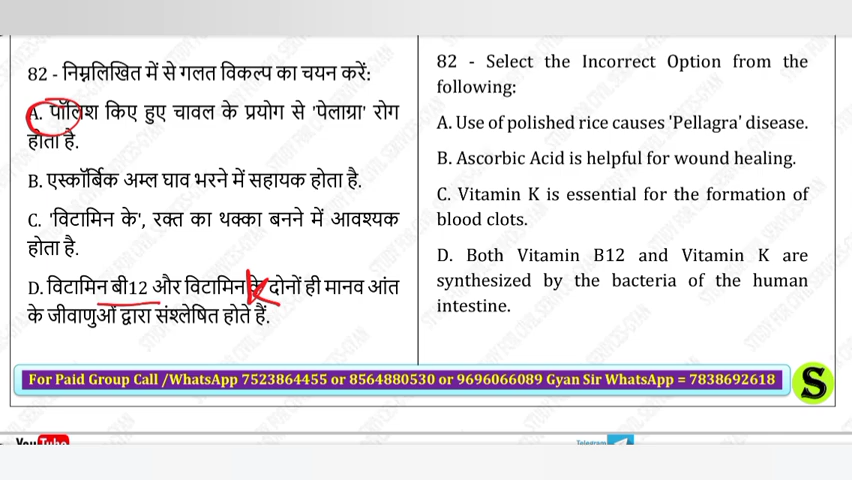 82 - निम्नलिखित में से गलत विकल्प का चयन करें:
A. पॉलिश किए हुए चावल के प्रयोग से 'पेलाग्रा' रोग
होता है.
B. एस्कॉर्बिक अम्ल घाव भरने में सहायक होता है.
C. 'विटामिन के', रक्त का थक्का बनने में आवश्यक
होता है.
D. विटामिन बी12 और विटामिन के दोनों ही मानव आंत
के जीवाणुओं द्वारा संश्लेषित होते हैं.
K
82 - Select the Incorrect Option from the
following:
A. Use of polished rice causes 'Pellagra' disease.
B. Ascorbic Acid is helpful for wound healing.
C. Vitamin K is essential for the formation of
blood clots.
D. Both Vitamin B12 and Vitamin K are
synthesized by the bacteria of the human
intestine.
For Paid Group Call /WhatsApp 7523864455 or 8564880530 or 9696066089 Gyan Sir WhatsApp = 7838692618
S
YouTube
Telegram